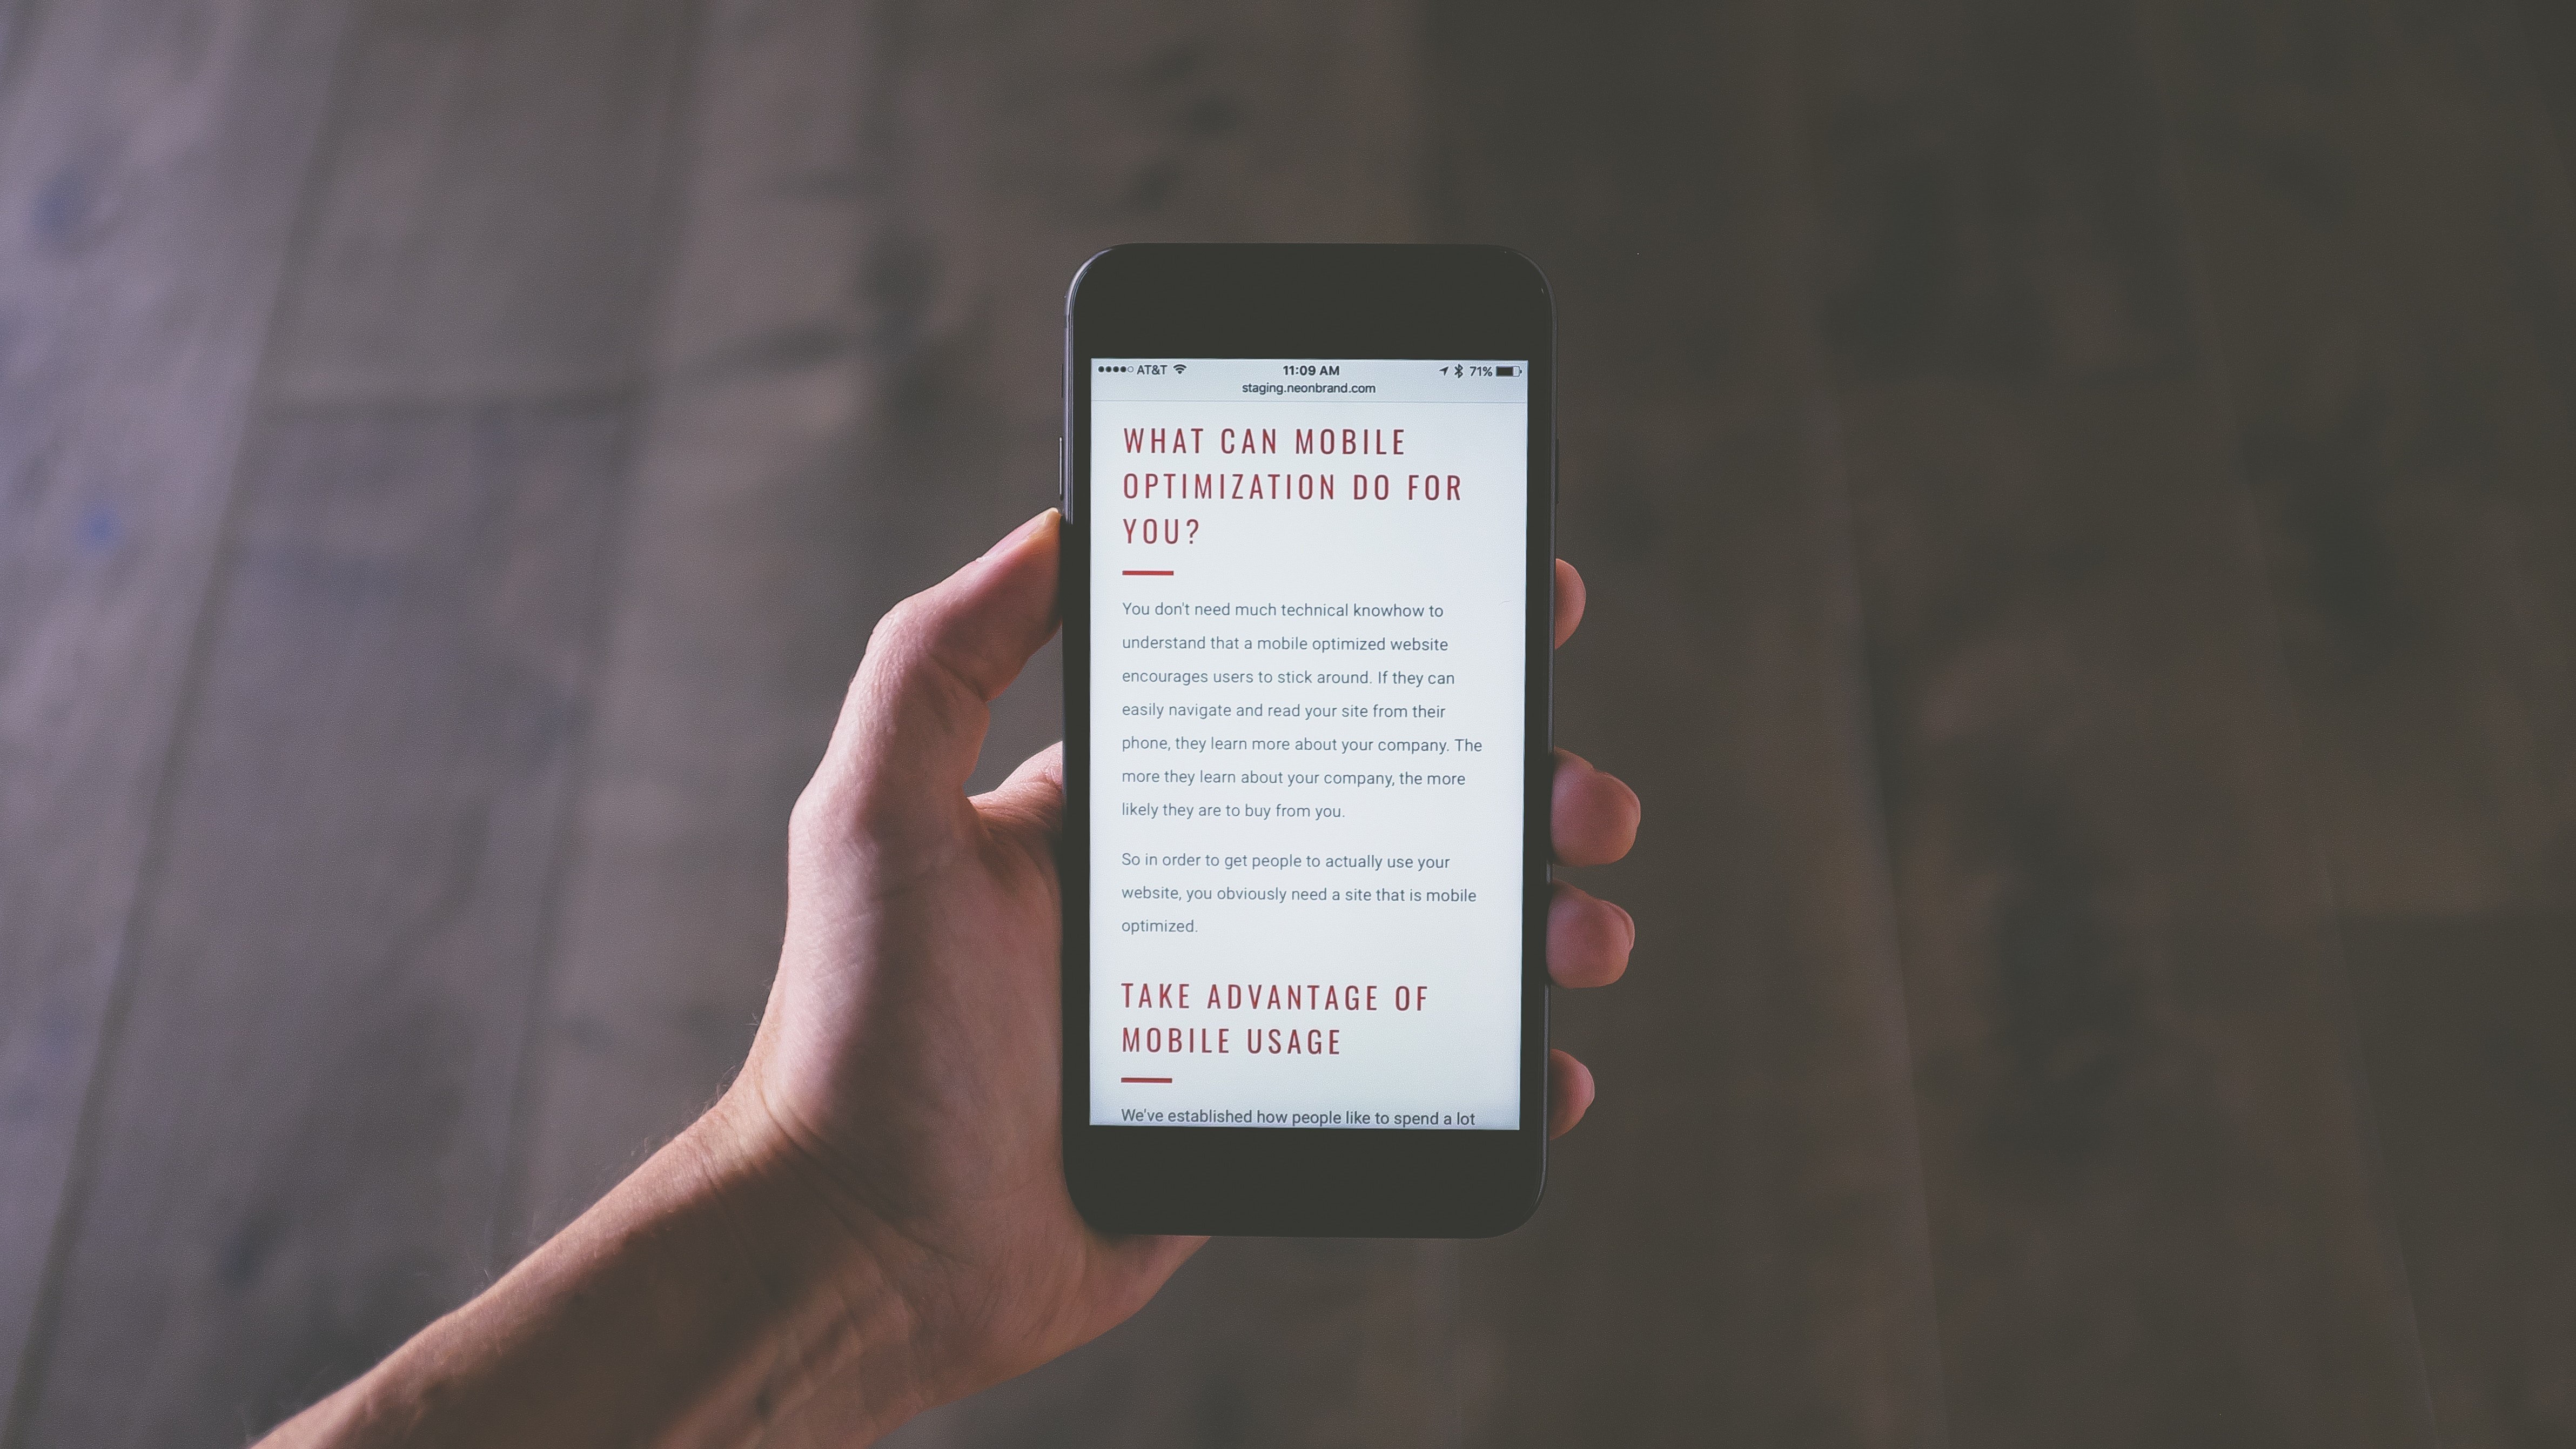 AT&T 11:09 AM 71%
staging.neonbrand.com
WHAT CAN MOBILE
OPTIMIZATION DO FOR
YOU?
You don't need much technical knowhow to
understand that a mobile optimized website
encourages users to stick around. If they can
easily navigate and read your site from their
phone, they learn more about your company. The
more they learn about your company, the more
likely they are to buy from you.
So in order to get people to actually use your
website, you obviously need a site that is mobile
optimized.
TAKE ADVANTAGE OF
MOBILE USAGE
We've established how people like to spend a lot